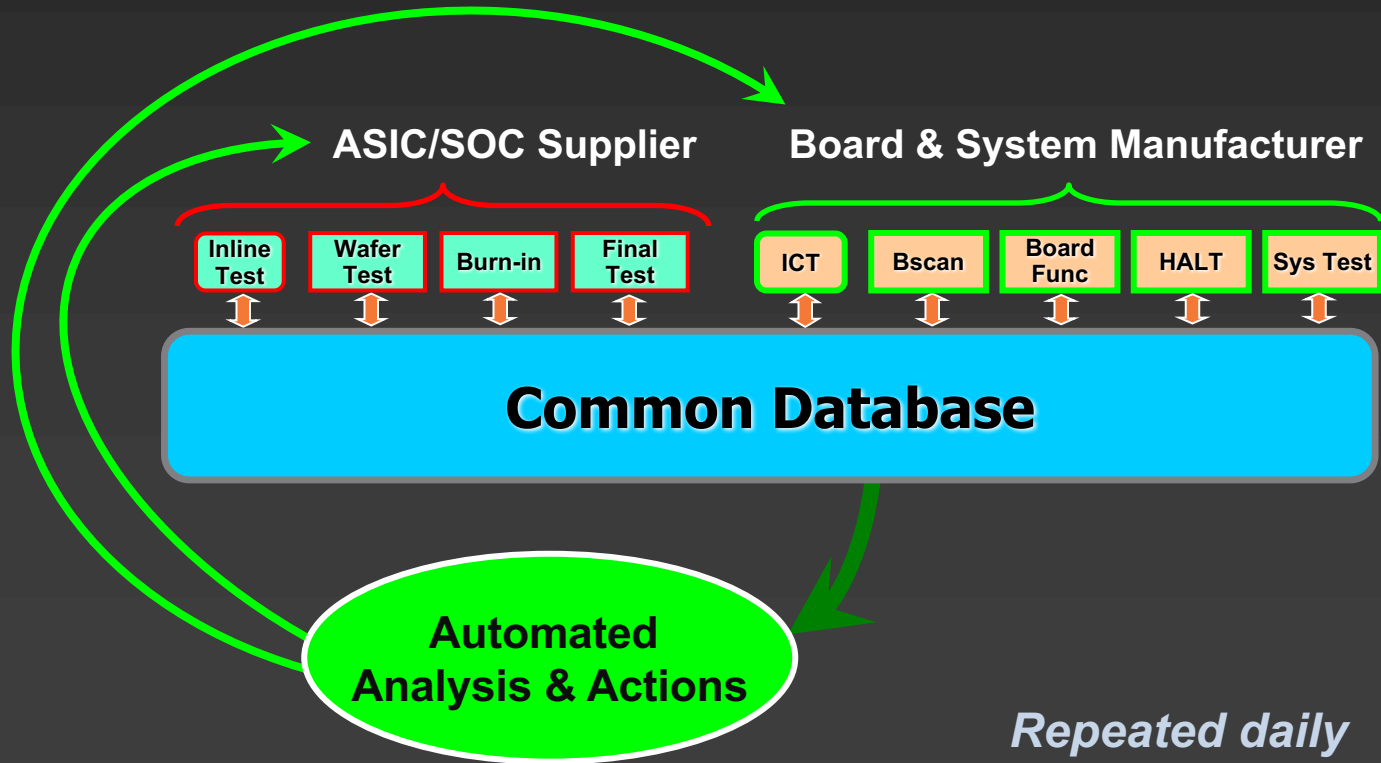 ASIC/SOC Supplier
Board & System Manufacturer
Inline
Test
Wafer
Test
Burn-in
Final
Test
ICT
Bscan
Board
Func
HALT
Sys Test
Common Database
Automated
Analysis & Actions
Repeated daily